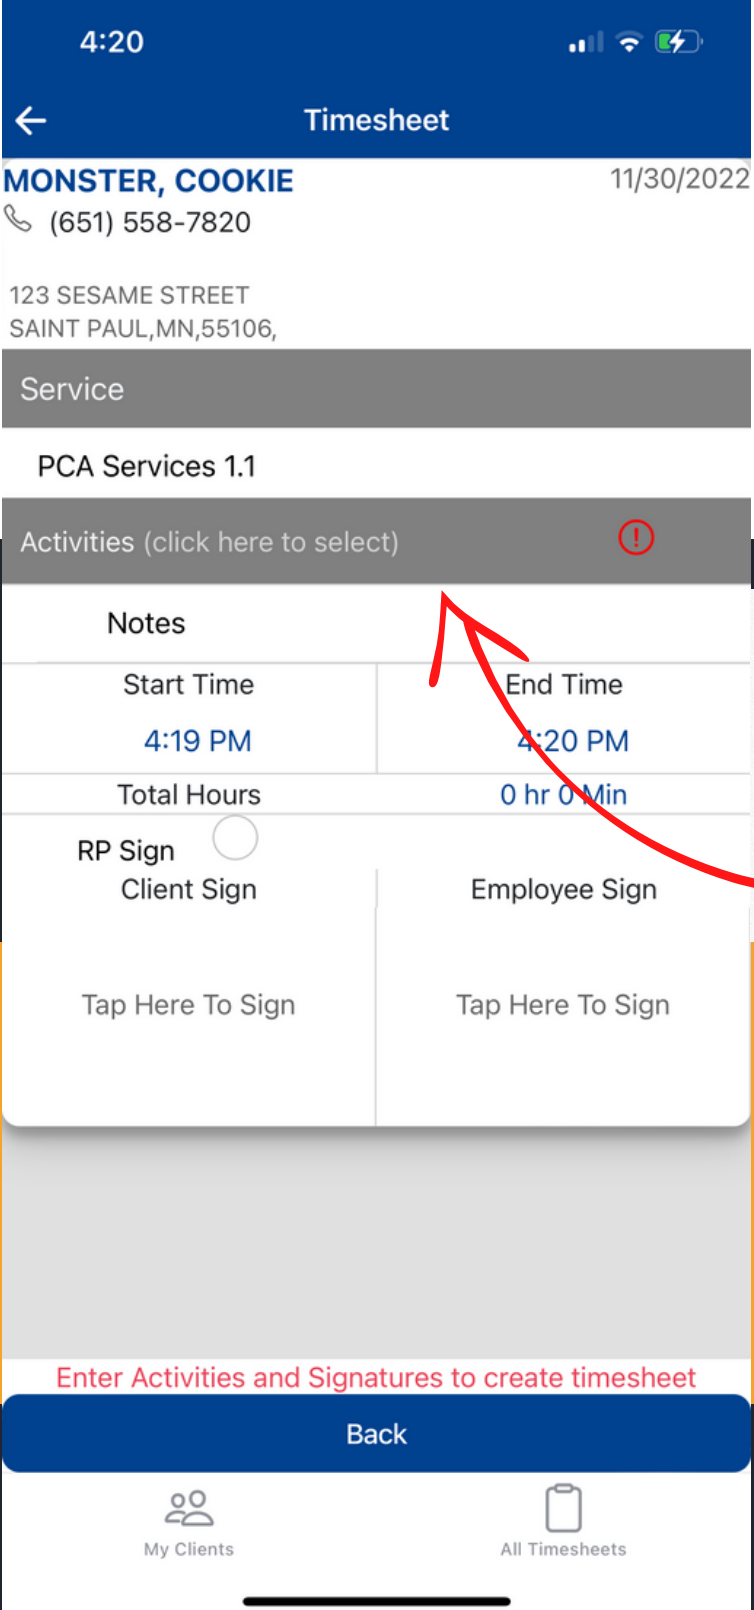 4:20
Timesheet
MONSTER, COOKIE 11/30/2022
(651) 558-7820
123 SESAME STREET
SAINT PAUL,MN,55106,
Service
PCA Services 1.1
Activities (click here to select)
Notes
Start Time End Time
4:19 PM 4:20 PM
Total Hours 0 hr 0 Min
RP Sign
Client Sign Employee Sign
Tap Here To Sign Tap Here To Sign
Enter Activities and Signatures to create timesheet
Back
My Clients All Timesheets